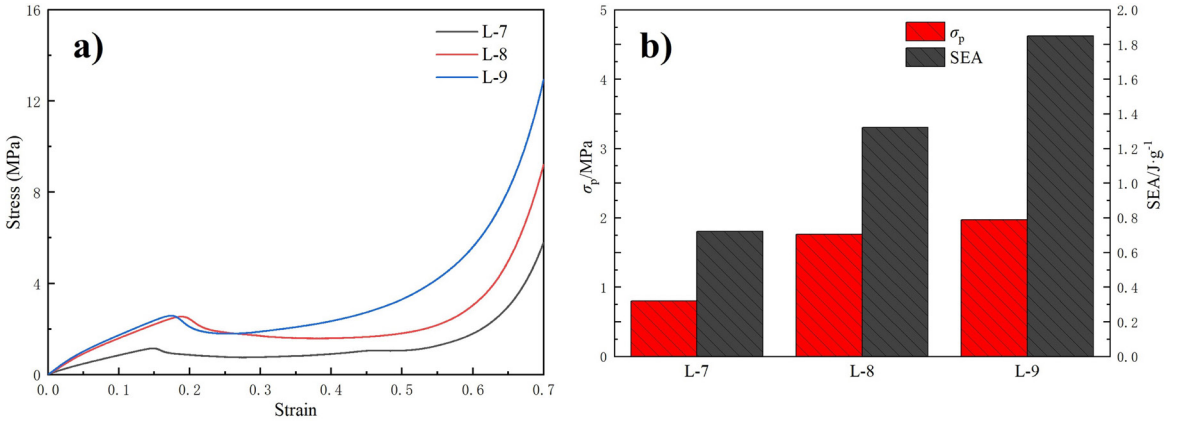 a)
L-7
L-8
L-9
Stress (MPa)
16
12
8
4
0
0.0 0.1 0.2 0.3 0.4 0.5 0.6 0.7
Strain
b)
σp
SEA
σp/MPa
5
4
3
2
1
0
L-7 L-8 L-9
2.0
1.8
1.6
1.4
1.2
1.0
0.8
0.6
0.4
0.2
0.0
SEA/J·g-1